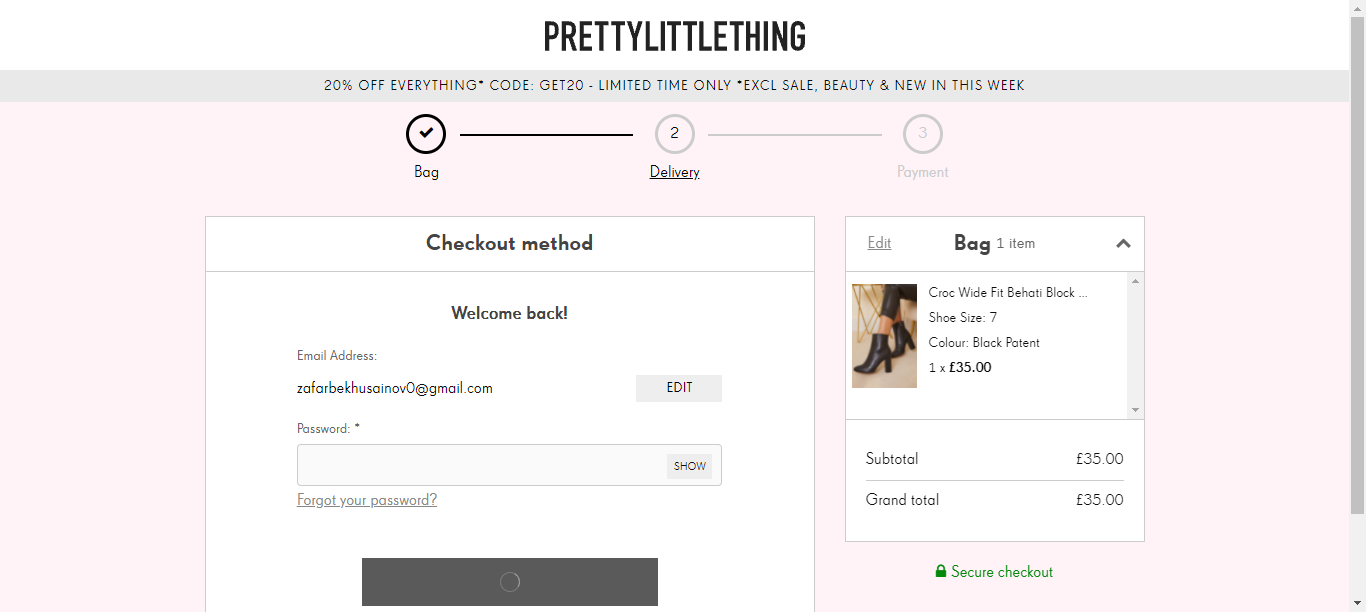 PRETTYLITTLETHING
20% OFF EVERYTHING* CODE: GET20 - LIMITED TIME ONLY *EXCL SALE, BEAUTY & NEW IN THIS WEEK
2
3
Bag
Delivery
Payment
Checkout method
Welcome back!
Email Address:
zafarbekhusainov0@gmail.com
EDIT
Password: *
SHOW
Forgot your password?
Edit
Bag 1 item
Croc Wide Fit Behati Block ...
Shoe Size: 7
Colour: Black Patent
1 x £35.00
Subtotal £35.00
Grand total £35.00
Secure checkout